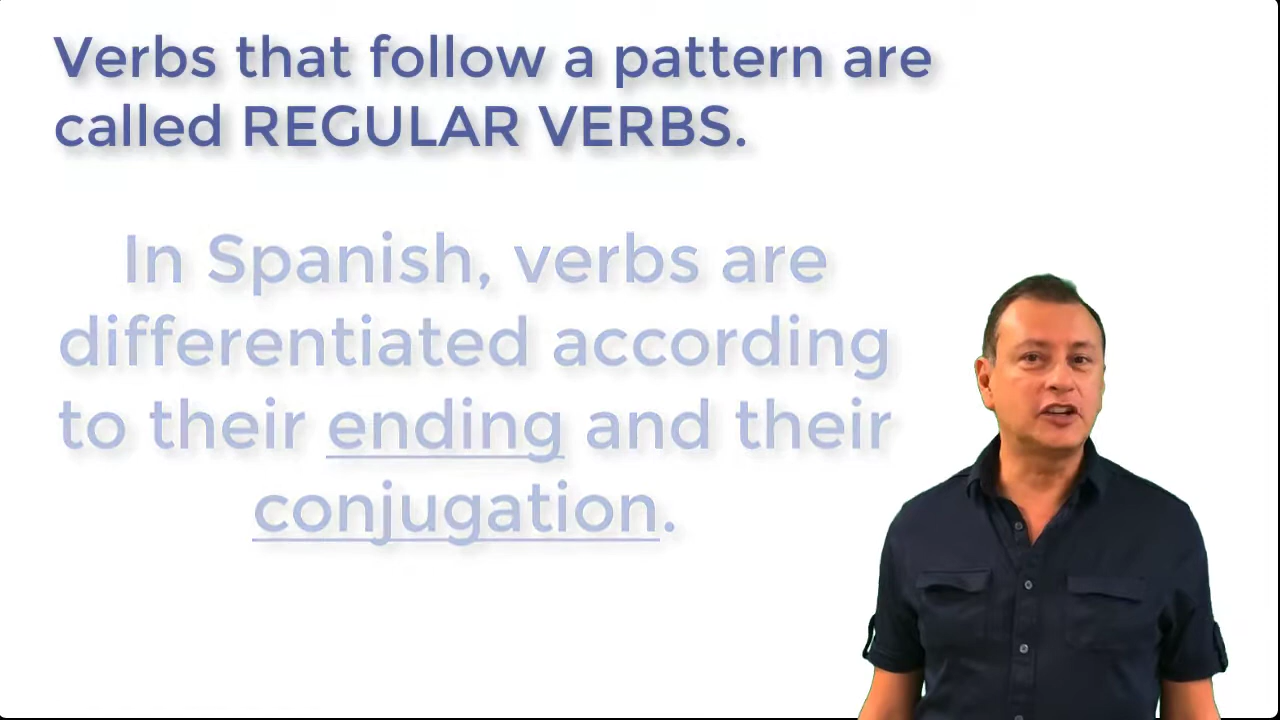 Verbs that follow a pattern are
called REGULAR VERBS.
In Spanish, verbs are
differentiated according
to their ending and their
conjugation.